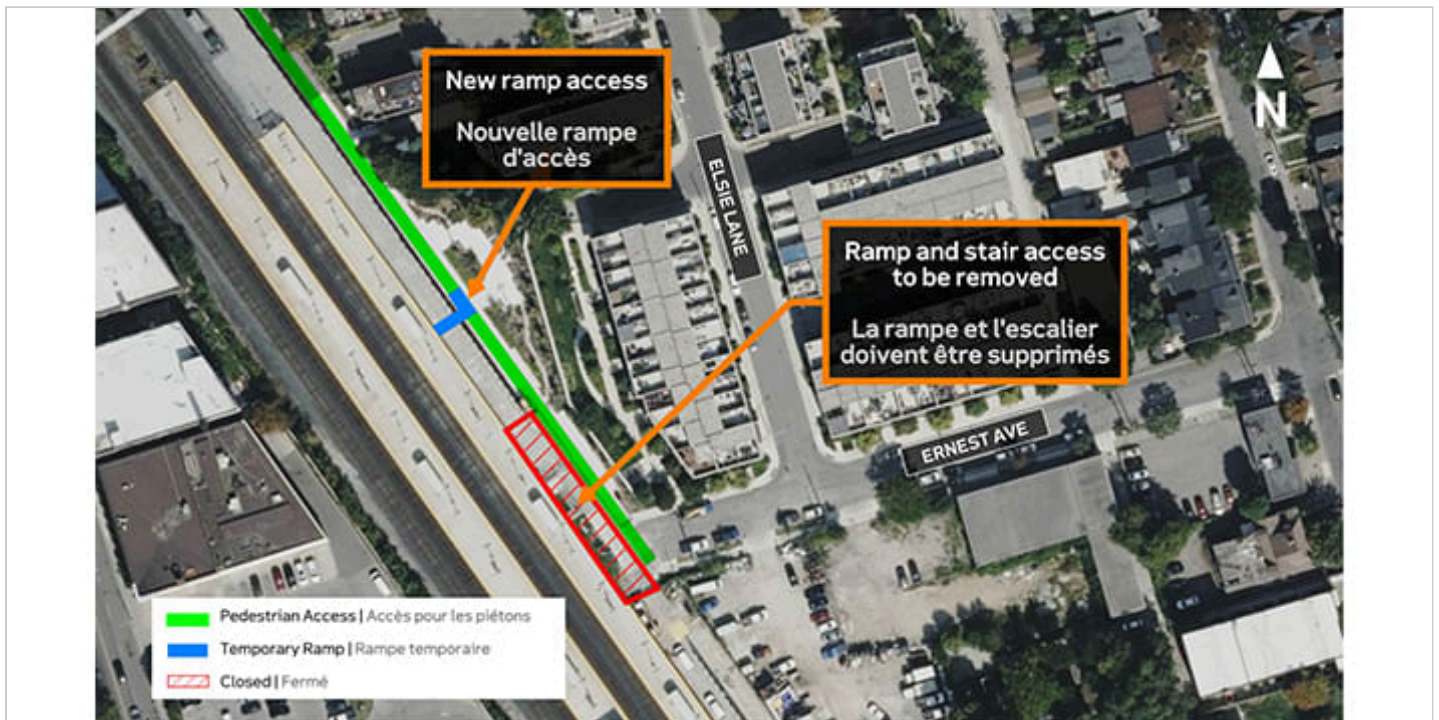 New ramp access
Nouvelle rampe
d'accès
N
ELSIE LANE
Ramp and stair access
to be removed
La rampe et l'escalier
doivent être supprimés
ERNEST AVE
Pedestrian Access | Accès pour les piétons
Temporary Ramp | Rampe temporaire
Closed | Fermé